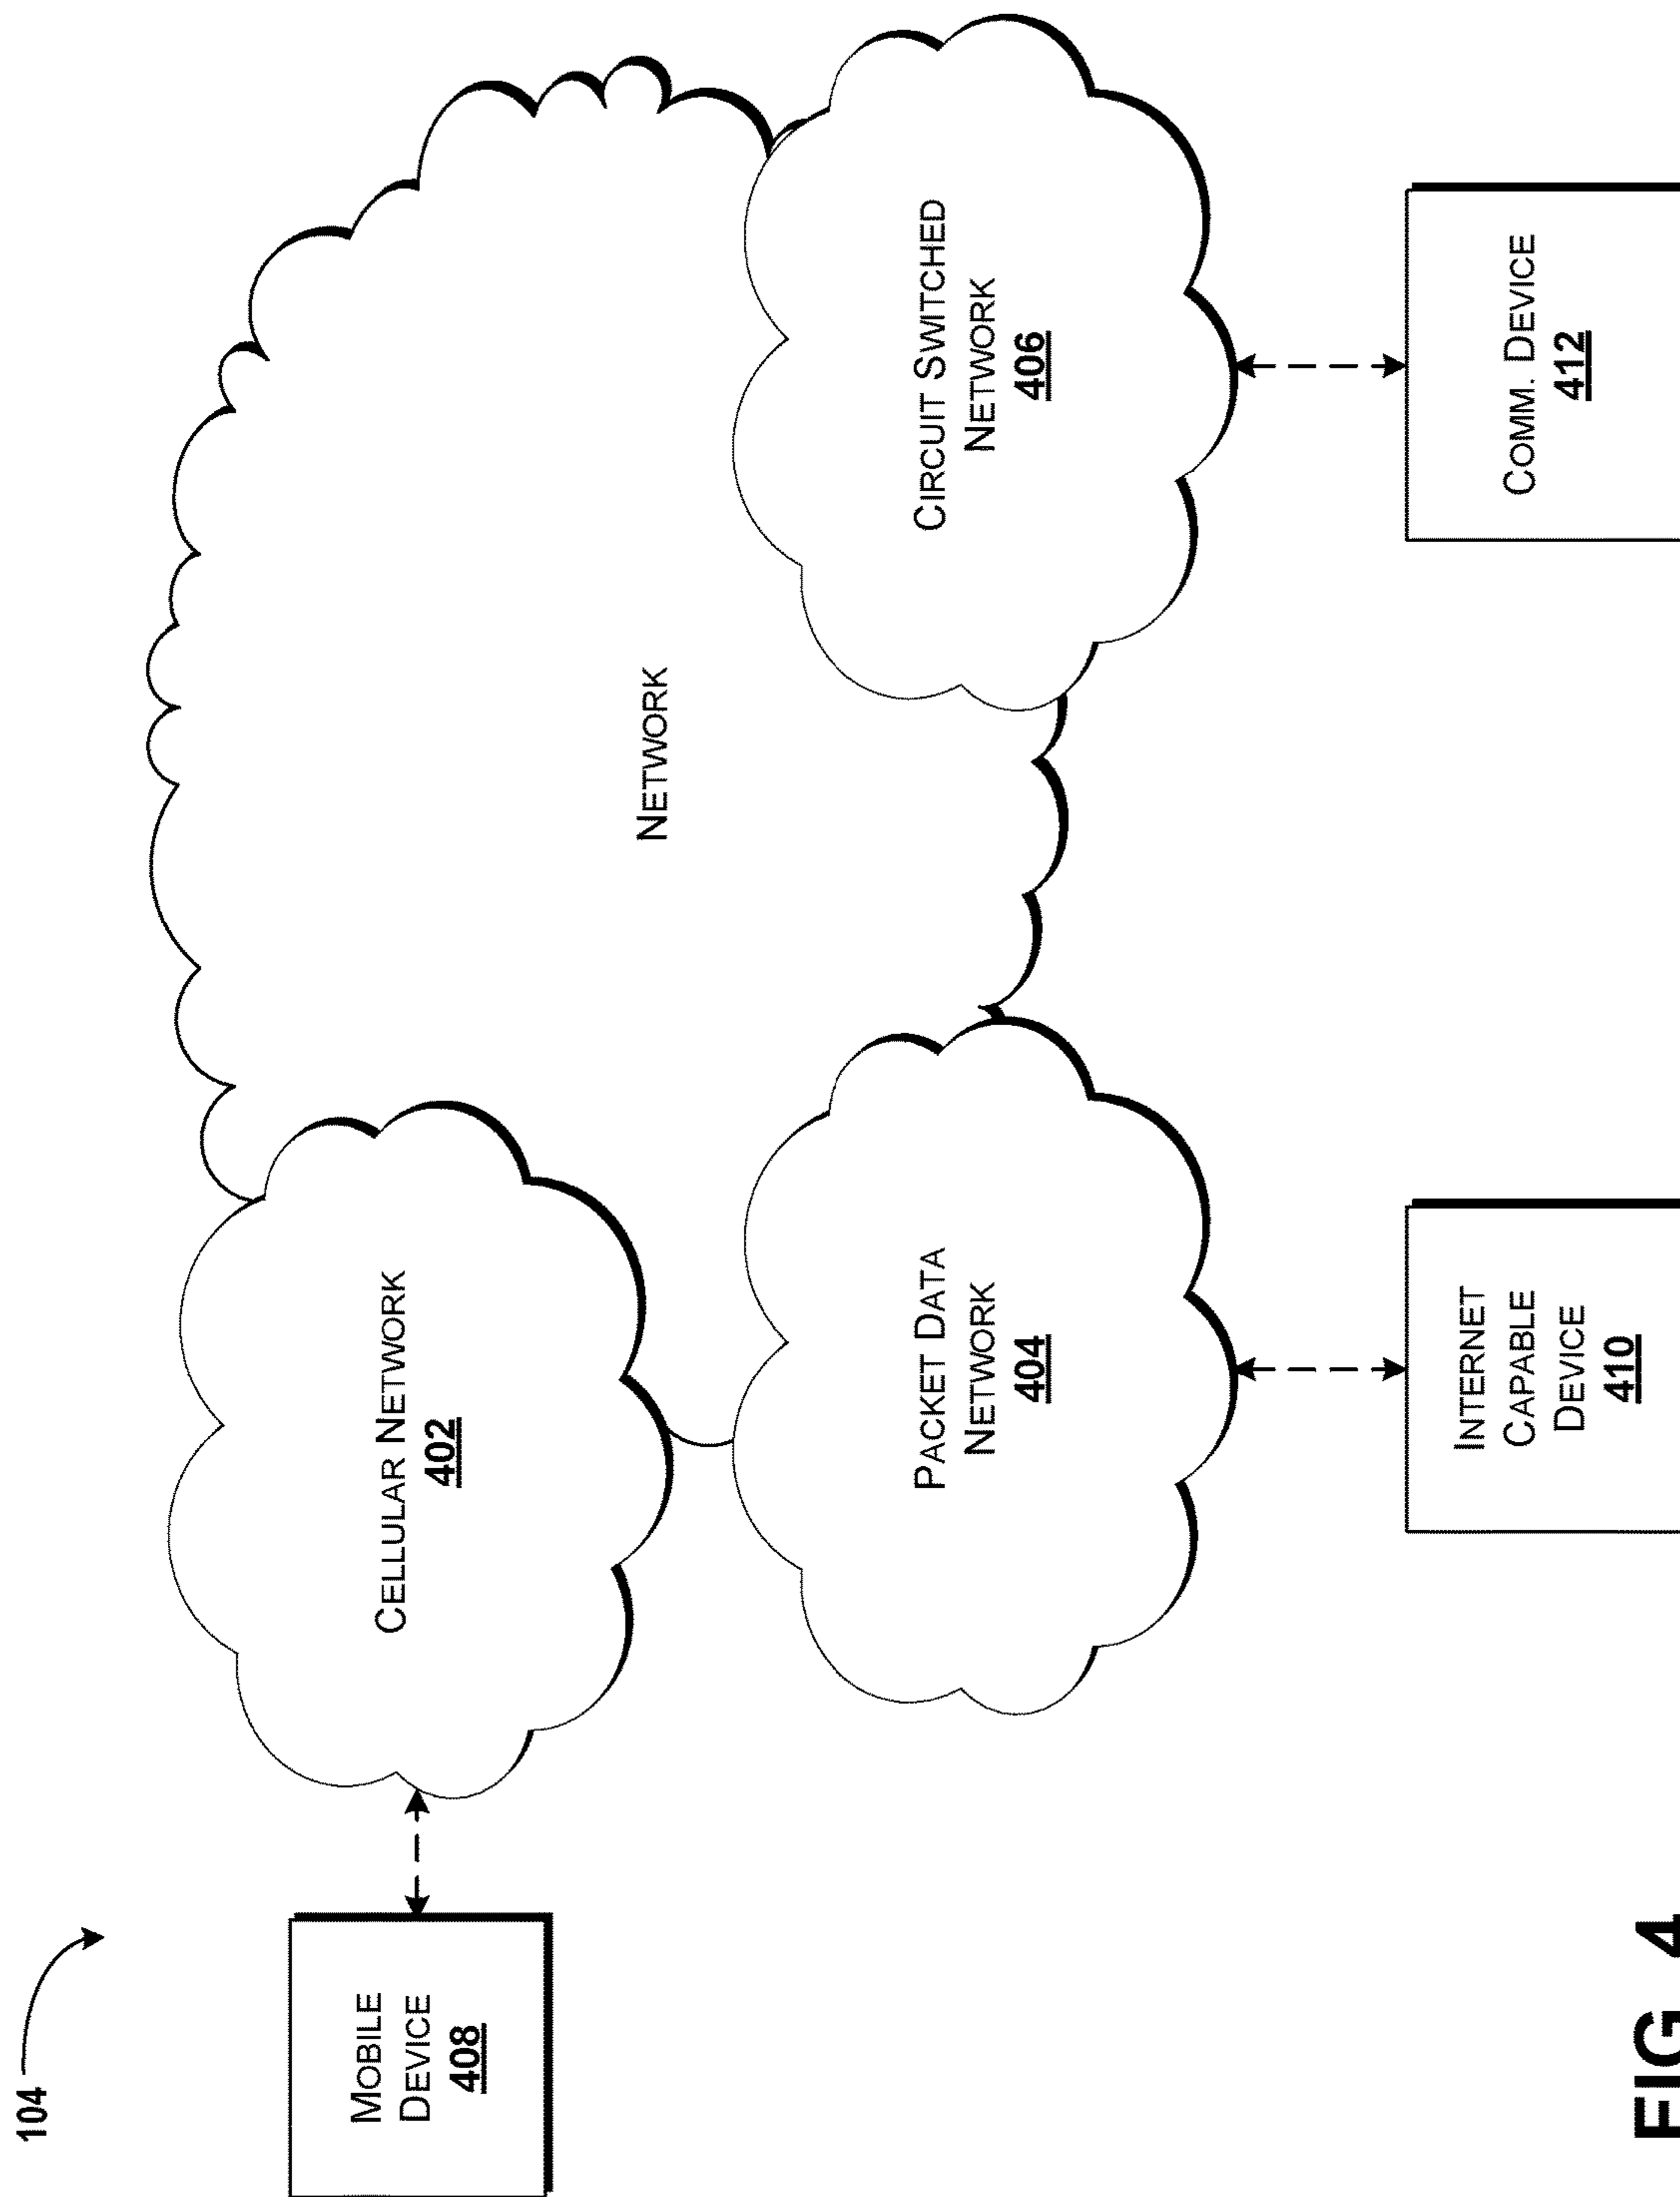 104
MOBILE
DEVICE
408
CELLULAR NETWORK
402
NETWORK
PACKET DATA
NETWORK
404
CIRCUIT SWITCHED
NETWORK
406
INTERNET
CAPABLE
DEVICE
410
COMM. DEVICE
412
FIG. 4